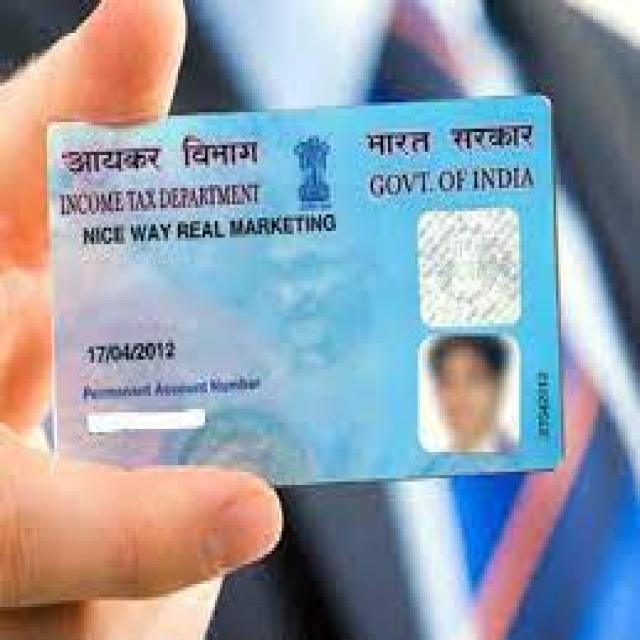 आयकर विभाग
भारत सरकार
INCOME TAX DEPARTMENT
GOVT. OF INDIA
NICE WAY REAL MARKETING
17/04/2012
Permanent Account Number